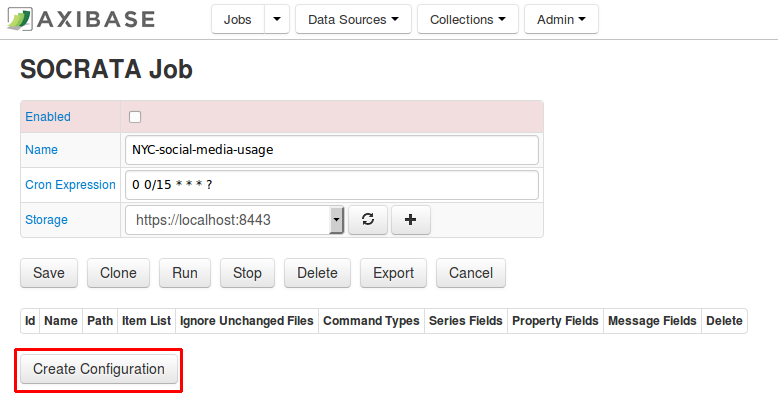 AXIBASE Jobs Data Sources Collections Admin
SOCRATA Job
Enabled
Name NYC-social-media-usage
Cron Expression 0 0/15 * * * ?
Storage https://localhost:8443
Save Clone Run Stop Delete Export Cancel
Id Name Path Item List Ignore Unchanged Files Command Types Series Fields Property Fields Message Fields Delete
Create Configuration